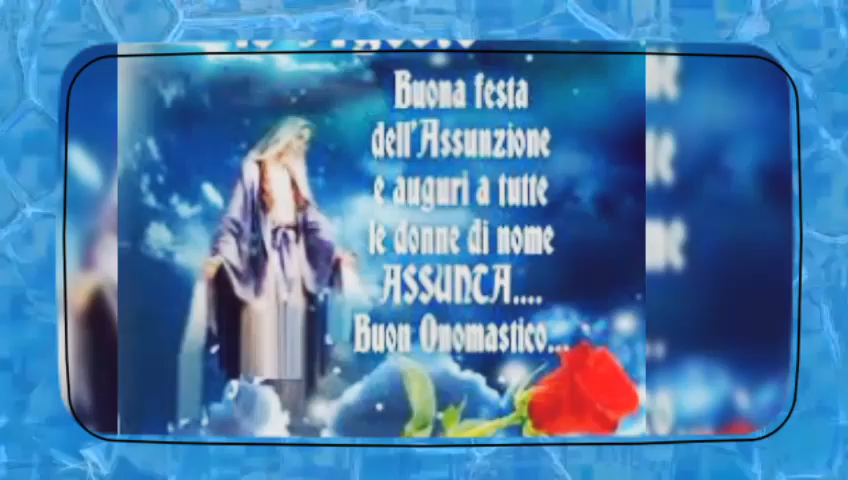 Buona festa
dell'Assunzione
e auguri a tutte
le donne di nome
ASSUNTA....
Buon Onomastico...